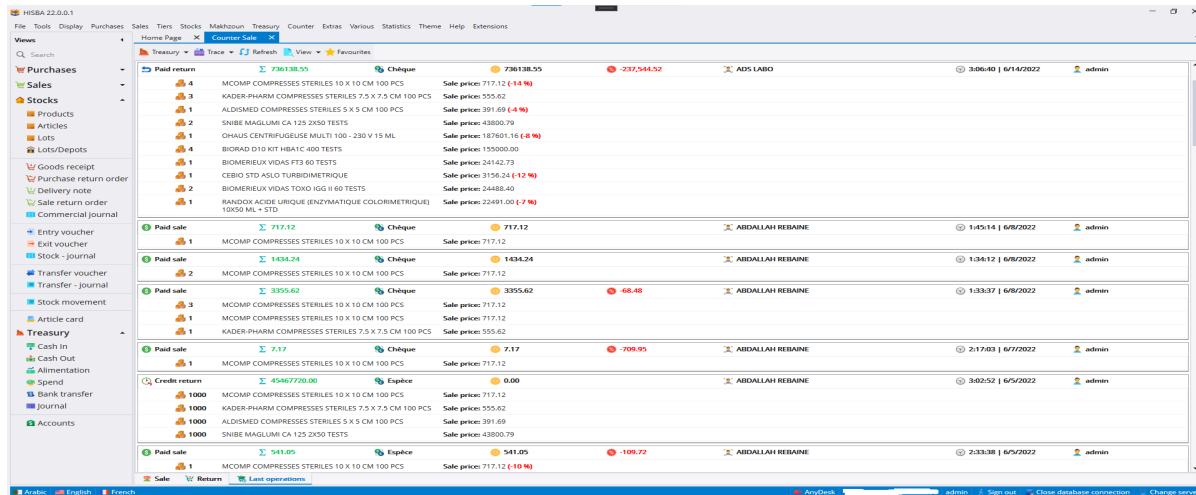 HISBA 22.0.0.1
File Tools Display Purchases Sales Tiers Stocks Makhzoun Treasury Counter Extras Various Statistics Theme Help Extensions
Views
Home Page Counter Sale
Search
Treasury Trace Refresh View Favourites
Purchases
Sales
Stocks
Products
Articles
Lots
Lots/Depots
Goods receipt
Purchase return order
Delivery note
Sale return order
Commercial journal
Entry voucher
Exit voucher
Stock - journal
Transfer voucher
Transfer - journal
Stock movement
Article card
Treasury
Cash In
Cash Out
Alimentation
Spend
Bank transfer
Journal
Accounts
Paid return Σ 736138.55 Chèque 736138.55 -237,544.52 ADS LABO 3:06:40 | 6/14/2022 admin
4 MCOMP COMPRESSES STERILES 10 X 10 CM 100 PCS Sale price: 717.12 (-14 %)
3 KADER-PHARM COMPRESSES STERILES 7.5 X 7.5 CM 100 PCS Sale price: 555.62
1 ALDISMED COMPRESSES STERILES 5 X 5 CM 100 PCS Sale price: 391.69 (-4 %)
2 SNIBE MAGLUMI CA 125 2X50 TESTS Sale price: 43800.79
1 OHAUS CENTRIFUGEUSE MULTI 100 - 230 V 15 ML Sale price: 187601.16 (-8 %)
4 BIORAD D10 KIT HBA1C 400 TESTS Sale price: 155000.00
1 BIOMERIEUX VIDAS FT3 60 TESTS Sale price: 24142.73
1 CEBIO STD ASLO TURBIDIMETRIQUE Sale price: 3156.24 (-12 %)
2 BIOMERIEUX VIDAS TOXO IGG II 60 TESTS Sale price: 24488.40
1 RANDOX ACIDE URIQUE (ENZYMATIQUE COLORIMETRIQUE) Sale price: 22491.00 (-7 %)
10X50 ML + STD
Paid sale Σ 717.12 Chèque 717.12 ABDALLAH REBAINE 1:45:14 | 6/8/2022 admin
1 MCOMP COMPRESSES STERILES 10 X 10 CM 100 PCS Sale price: 717.12
Paid sale Σ 1434.24 Chèque 1434.24 ABDALLAH REBAINE 1:34:12 | 6/8/2022 admin
2 MCOMP COMPRESSES STERILES 10 X 10 CM 100 PCS Sale price: 717.12
Paid sale Σ 3355.62 Chèque 3355.62 -68.48 ABDALLAH REBAINE 1:33:37 | 6/8/2022 admin
3 MCOMP COMPRESSES STERILES 10 X 10 CM 100 PCS Sale price: 717.12
1 MCOMP COMPRESSES STERILES 10 X 10 CM 100 PCS Sale price: 717.12
1 KADER-PHARM COMPRESSES STERILES 7.5 X 7.5 CM 100 PCS Sale price: 555.62
Paid sale Σ 7.17 Chèque 7.17 -709.95 ABDALLAH REBAINE 2:17:03 | 6/7/2022 admin
1 MCOMP COMPRESSES STERILES 10 X 10 CM 100 PCS Sale price: 717.12
Credit return Σ 45467720.00 Espèce 0.00 ABDALLAH REBAINE 3:02:52 | 6/5/2022 admin
1000 MCOMP COMPRESSES STERILES 10 X 10 CM 100 PCS Sale price: 717.12
1000 KADER-PHARM COMPRESSES STERILES 7.5 X 7.5 CM 100 PCS Sale price: 555.62
1000 ALDISMED COMPRESSES STERILES 5 X 5 CM 100 PCS Sale price: 391.69
1000 SNIBE MAGLUMI CA 125 2X50 TESTS Sale price: 43800.79
Paid sale Σ 541.05 Espèce 541.05 -109.72 ABDALLAH REBAINE 2:33:38 | 6/5/2022 admin
1 MCOMP COMPRESSES STERILES 10 X 10 CM 100 PCS Sale price: 717.12 (-10 %)
Sale Return Last operations
Arabic English French AnyDesk admin Sign out Close database connection Change serve